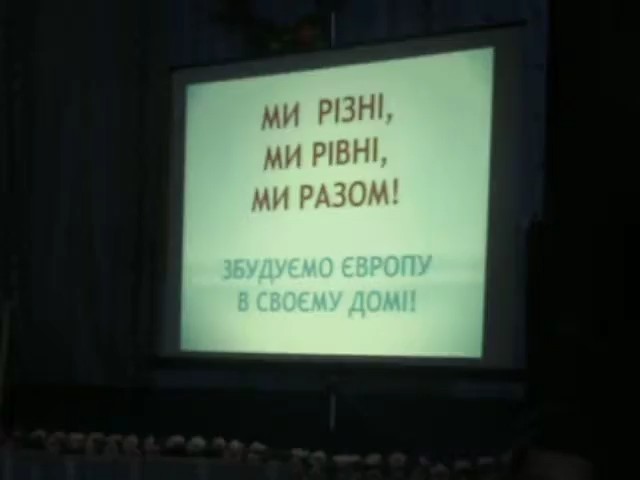 МИ РІЗНІ,
МИ РІВНІ,
МИ РАЗОМ!
ЗБУДУЄМО ЄВРОПУ
В СВОЄМУ ДОМІ!